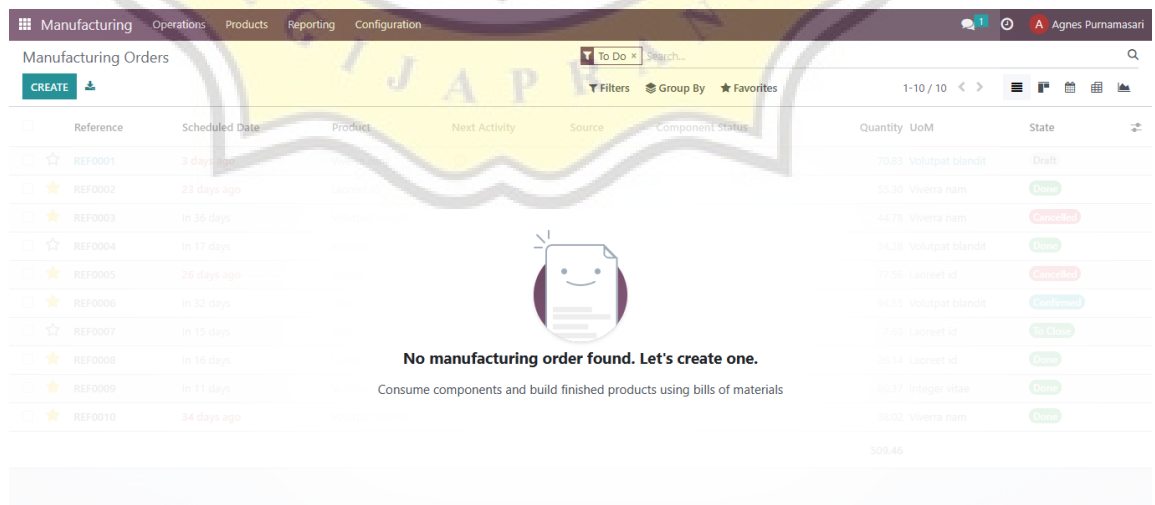 Manufacturing Operations Products Reporting Configuration 1 A Agnes Purnamasari
Manufacturing Orders To Do × Search...
CREATE Filters Group By Favorites 1-10 / 10
GIJAPRAN
Reference Scheduled Date Product Next Activity Source Component Status Quantity UoM State
REF0001 3 days ago 70.83 Volutpat blandit Draft
REF0002 23 days ago 55.30 Viverra nam Done
REF0003 In 36 days 44.78 Viverra nam Cancelled
REF0004 In 17 days Volutpat blandit Done
REF0005 26 days ago Laoreet id Cancelled
REF0006 In 32 days Volutpat blandit Confirmed
REF0007 In 12 days Laoreet id To Close
REF0008 In 16 days Laoreet id Done
REF0009 In 11 days Integer vitae Done
REF0010 34 days ago Viverra nam Done
599.46
No manufacturing order found. Let's create one.
Consume components and build finished products using bills of materials